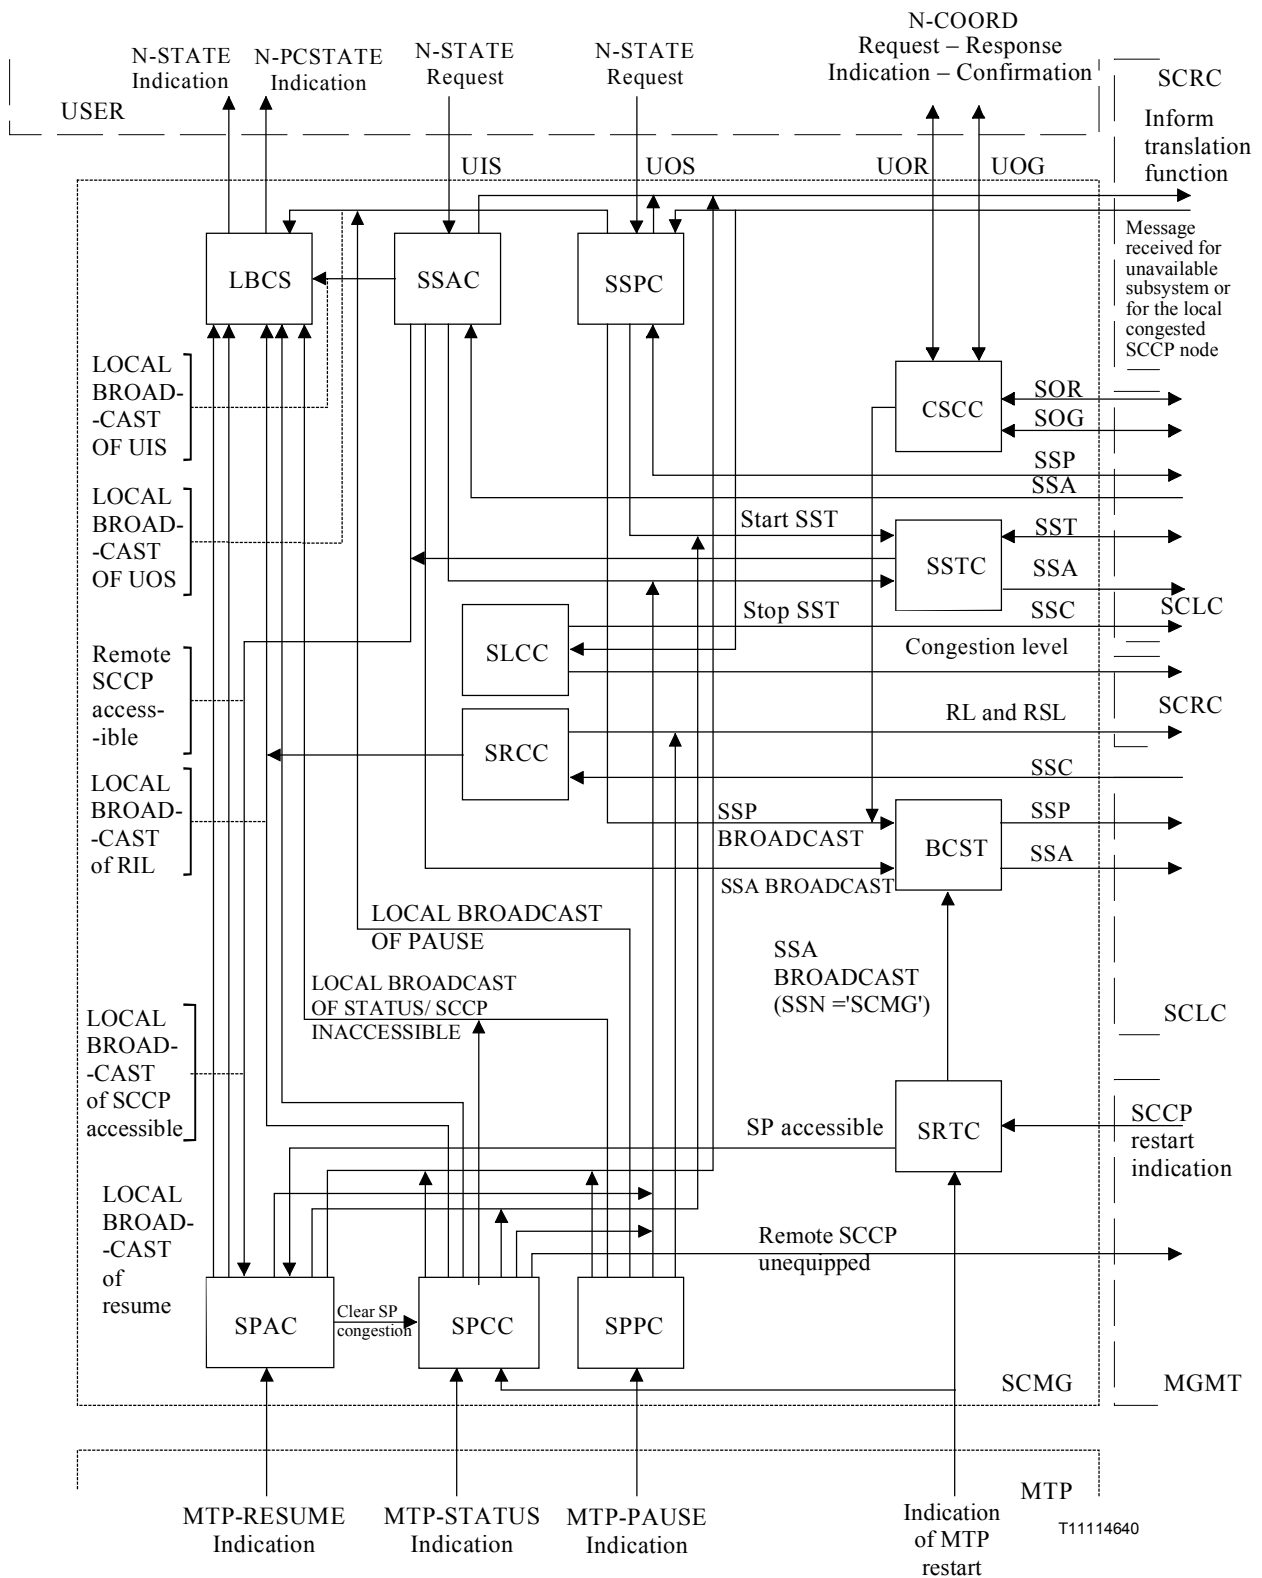 N-COORD
Request – Response
Indication – Confirmation
N-STATE
Indication
N-PCSTATE
Indication
N-STATE
Request
N-STATE
Request
USER
SCRC
Inform
translation
function
UIS
UOS
UOR
UOG
Message
received for
unavailable
subsystem or
for the local
congested
SCCP node
LBCS
SSAC
SSPC
LOCAL
BROAD-
-CAST
OF UIS
CSCC
SOR
SOG
SSP
SSA
LOCAL
BROAD-
-CAST
OF UOS
Start SST
SSTC
SST
SSA
Stop SST
SSC
SCLC
SLCC
Congestion level
Remote
SCCP
access-
-ible
RL and RSL
SCRC
SRCC
SSC
LOCAL
BROAD-
-CAST
of RIL
SSP
BROADCAST
BCST
SSP
SSA
SSA BROADCAST
LOCAL BROADCAST
OF PAUSE
SSA
BROADCAST
(SSN ='SCMG')
LOCAL BROADCAST
OF STATUS/ SCCP
INACCESSIBLE
SCLC
LOCAL
BROAD-
-CAST
of SCCP
accessible
SP accessible
SRTC
SCCP
restart
indication
LOCAL
BROAD-
-CAST
of
resume
Remote SCCP
unequipped
SPAC
Clear SP
congestion
SPCC
SPPC
SCMG
MGMT
MTP
MTP-RESUME
Indication
MTP-STATUS
Indication
MTP-PAUSE
Indication
Indication
of MTP
restart
T11114640